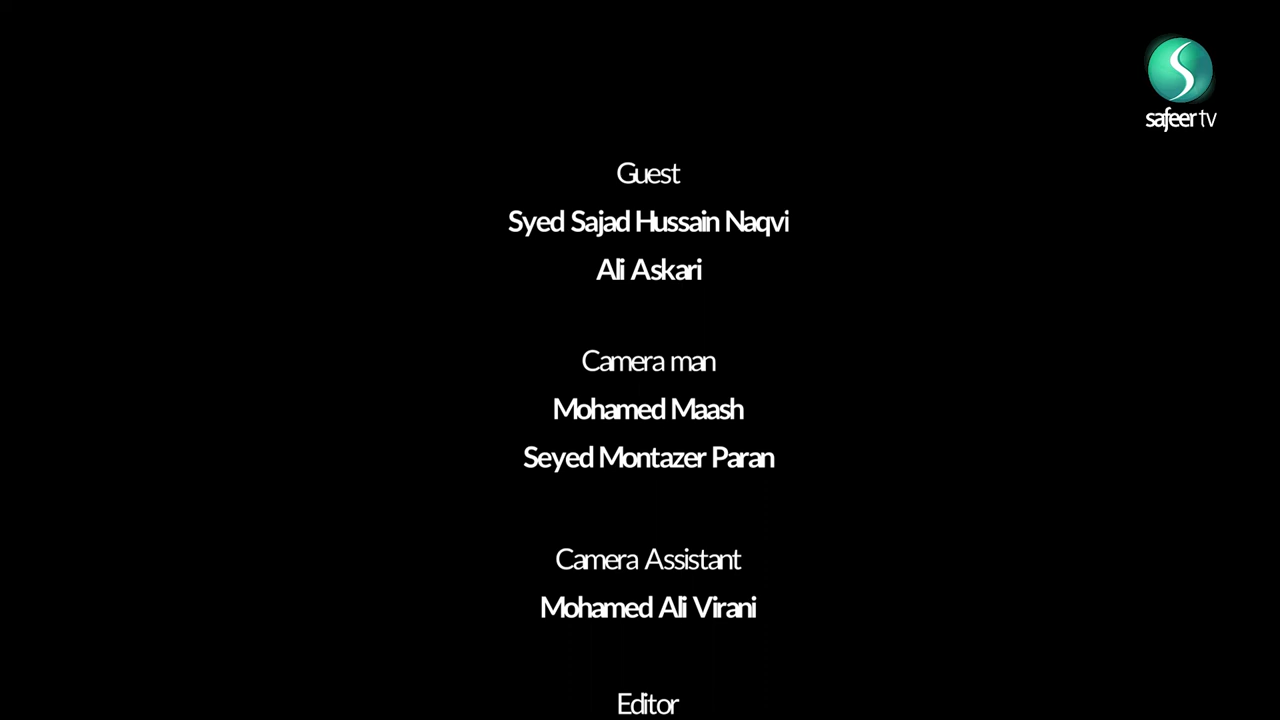 safeer tv
Guest
Syed Sajad Hussain Naqvi
Ali Askari
Camera man
Mohamed Maash
Seyed Montazer Paran
Camera Assistant
Mohamed Ali Virani
Editor